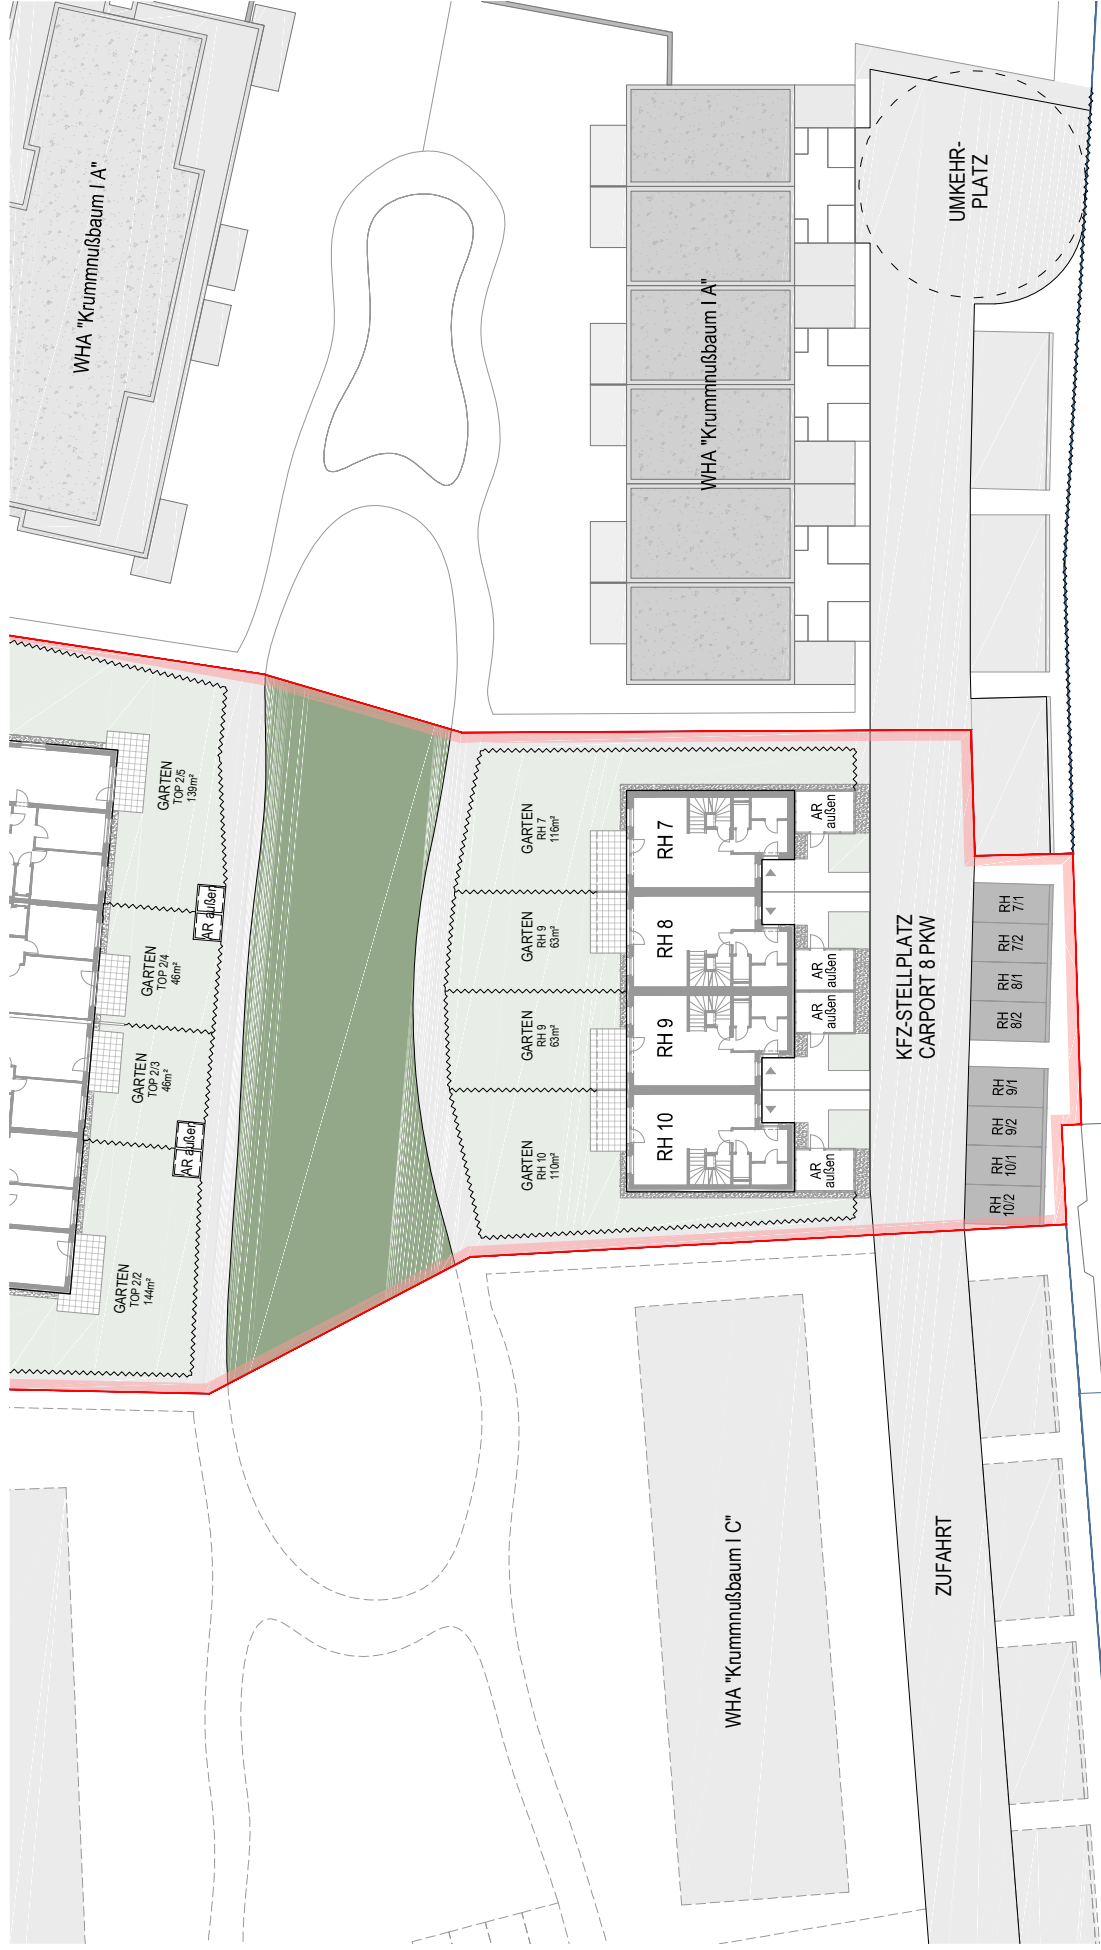 WHA "Krummnußbaum I A"
WHA "Krummnußbaum I A"
UMKEHR-
PLATZ
GARTEN
TOP 2/5
139m²
AR außen
GARTEN
TOP 2/4
46m²
GARTEN
TOP 2/3
46m²
AR außen
GARTEN
TOP 2/2
144m²
GARTEN
RH 7
116m²
GARTEN
RH 9
63m²
GARTEN
RH 9
63m²
GARTEN
RH 10
110m²
RH 7
RH 8
RH 9
RH 10
AR
außen
AR
außen
AR
außen
AR
außen
KFZ-STELLPLATZ
CARPORT 8 PKW
RH
7/1
RH
7/2
RH
8/1
RH
8/2
RH
9/1
RH
9/2
RH
10/1
RH
10/2
WHA "Krummnußbaum I C"
ZUFAHRT